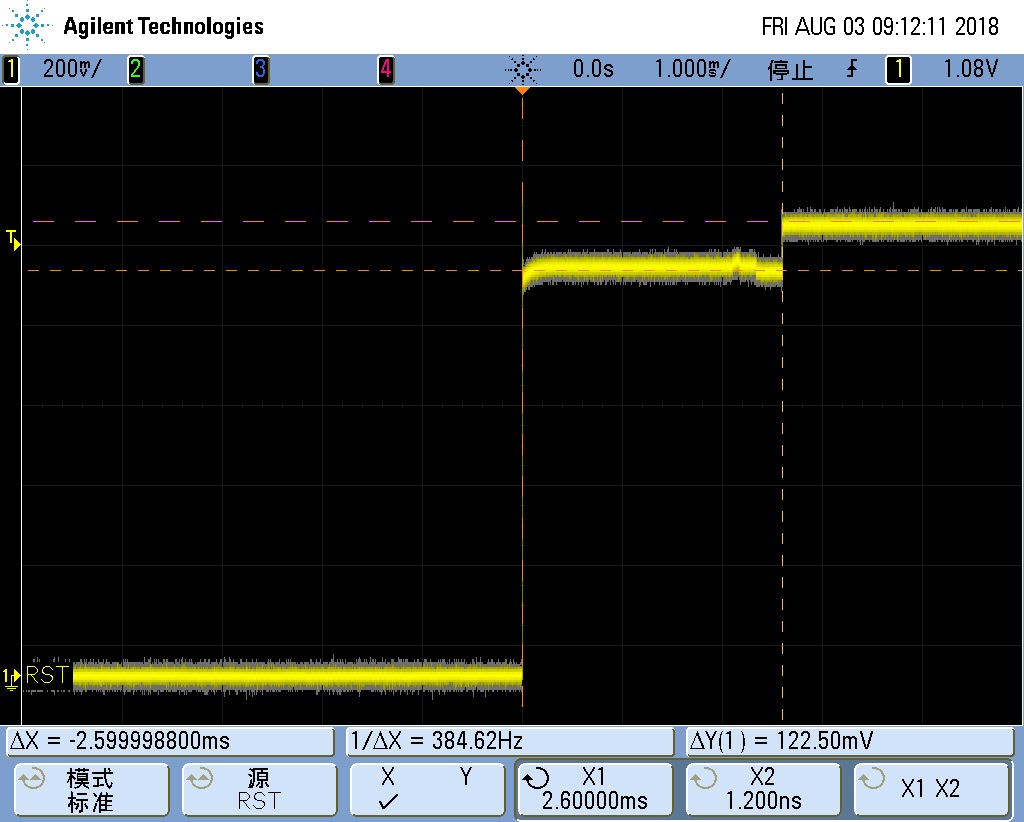 Agilent Technologies
FRI AUG 03 09:12:11 2018
1 200mV/ 2 3 4 0.0s 1.000ms/ 停止 1 1.08V
T
1 RST
ΔX = -2.599998800ms
1/ΔX = 384.62Hz
ΔY(1) = 122.50mV
模式
标准
源
RST
X Y
X1
2.60000ms
X2
1.200ns
X1 X2